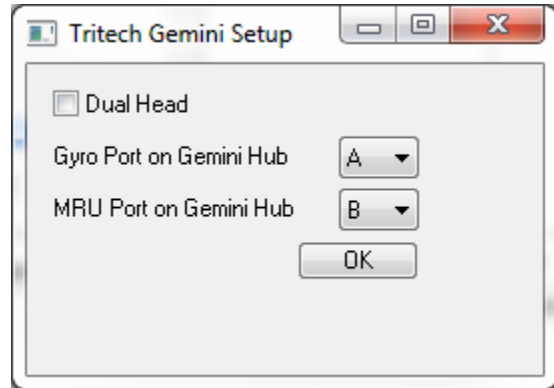 Tritech Gemini Setup
Dual Head
Gyro Port on Gemini Hub A
MRU Port on Gemini Hub B
OK